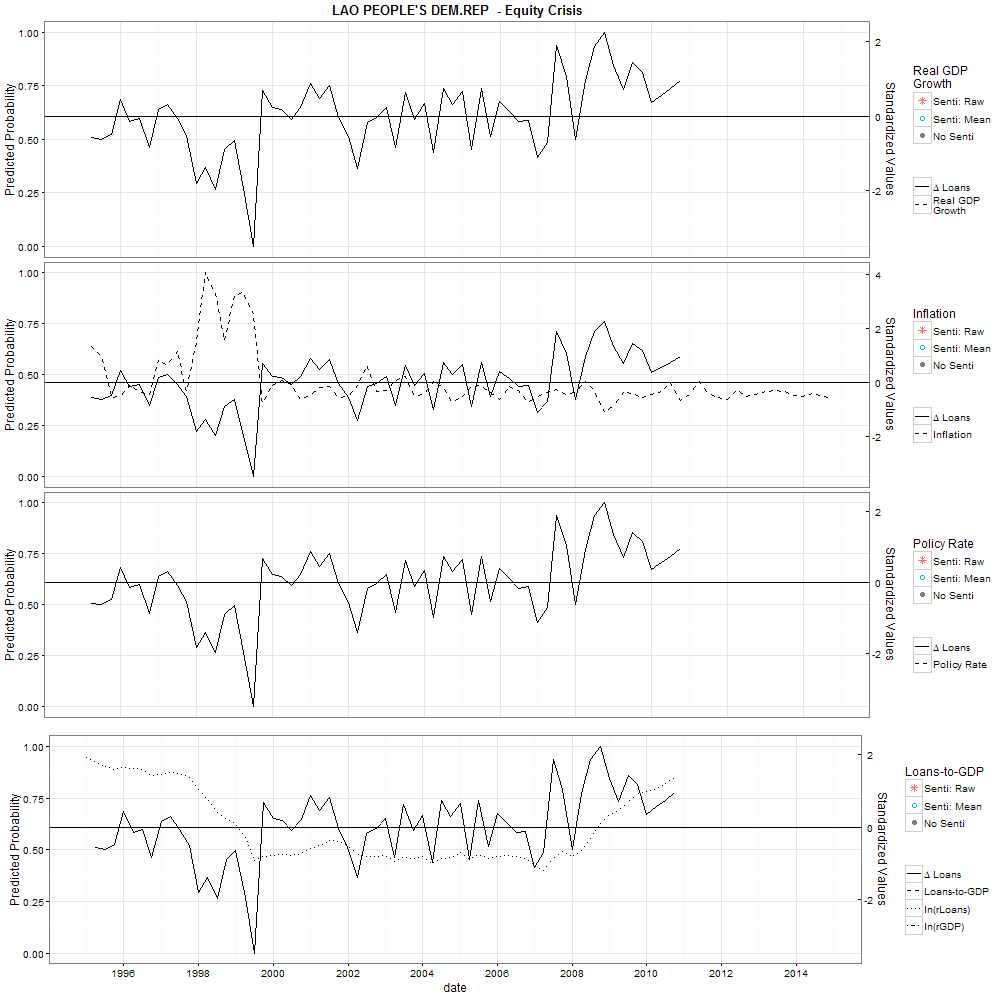 LAO PEOPLE'S DEM.REP - Equity Crisis
1.00
0.75
0.50
0.25
0.00
Predicted Probability
2
0
-2
Standardized Values
Real GDP
Growth
Senti: Raw
Senti: Mean
No Senti
Δ Loans
Real GDP
Growth
1.00
0.75
0.50
0.25
0.00
Predicted Probability
4
2
0
-2
Standardized Values
Inflation
Senti: Raw
Senti: Mean
No Senti
Δ Loans
Inflation
1.00
0.75
0.50
0.25
0.00
Predicted Probability
2
0
-2
Standardized Values
Policy Rate
Senti: Raw
Senti: Mean
No Senti
Δ Loans
Policy Rate
1.00
0.75
0.50
0.25
0.00
Predicted Probability
2
0
-2
Standardized Values
Loans-to-GDP
Senti: Raw
Senti: Mean
No Senti
Δ Loans
Loans-to-GDP
ln(rLoans)
ln(rGDP)
1996 1998 2000 2002 2004 2006 2008 2010 2012 2014
date